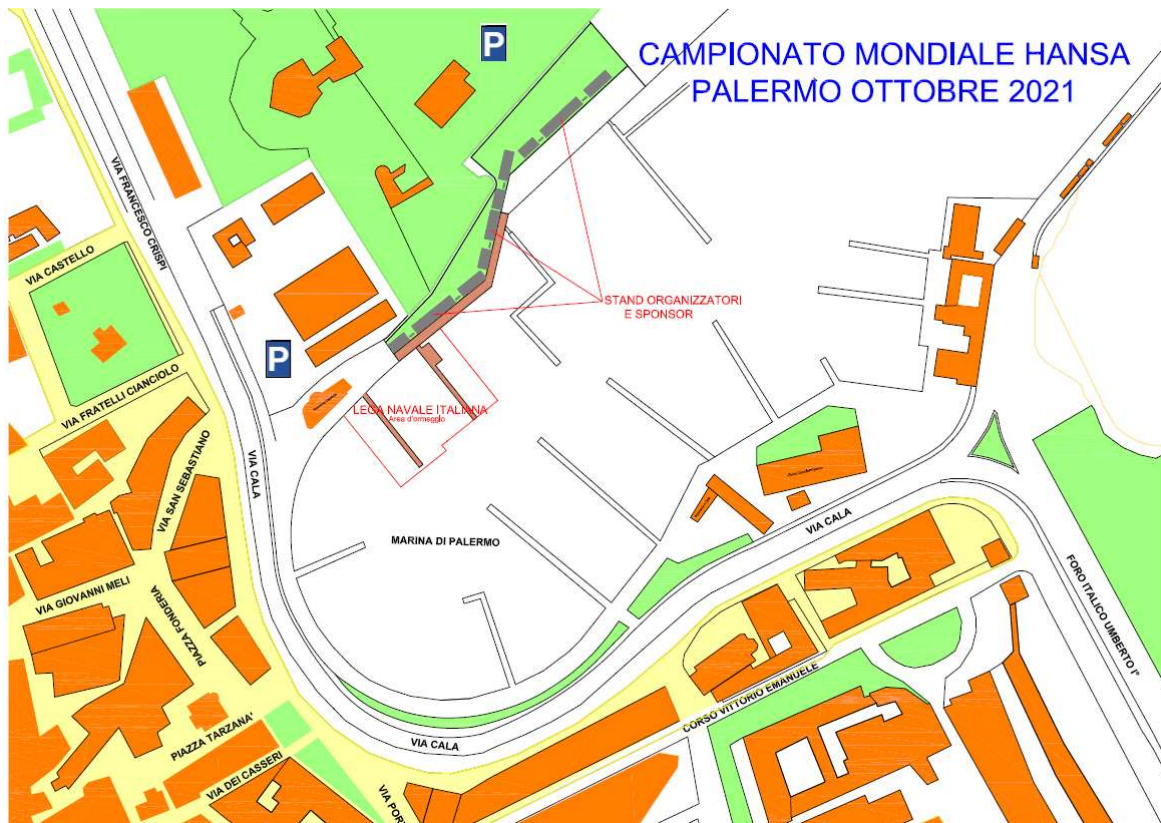 CAMPIONATO MONDIALE HANSA
PALERMO OTTOBRE 2021
P
VIA FRANCESCO CRISPI
VIA CASTELLO
STAND ORGANIZZATORI
E SPONSOR
P
VIA FRATELLI CIANCIOLO
LEGA NAVALE ITALIANA
Area d'ormeggio
VIA SAN SEBASTIANO
VIA CALA
VIA CALA
MARINA DI PALERMO
VIA GIOVANNI MELI
PIAZZA FONDERIA
FORO ITALICO UMBERTO I°
CORSO VITTORIO EMANUELE
PIAZZA TARZANA'
VIA CALA
VIA DEI CASSERI
VIA POR